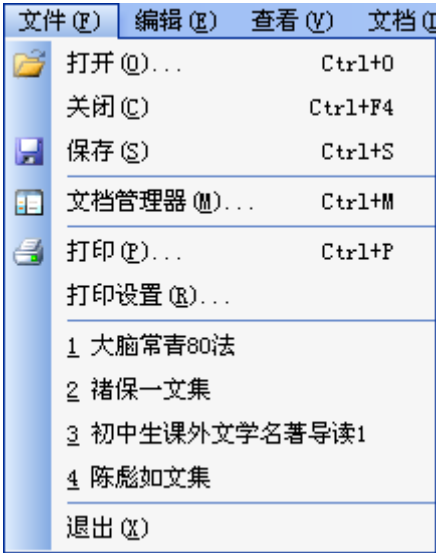 文件(F) 编辑(E) 查看(V) 文档(
打开(O)... Ctrl+O
关闭(C) Ctrl+F4
保存(S) Ctrl+S
文档管理器(M)... Ctrl+M
打印(P)... Ctrl+P
打印设置(R)...
1 大脑常青80法
2 禇保一文集
3 初中生课外文学名著导读1
4 陈彪如文集
退出(X)